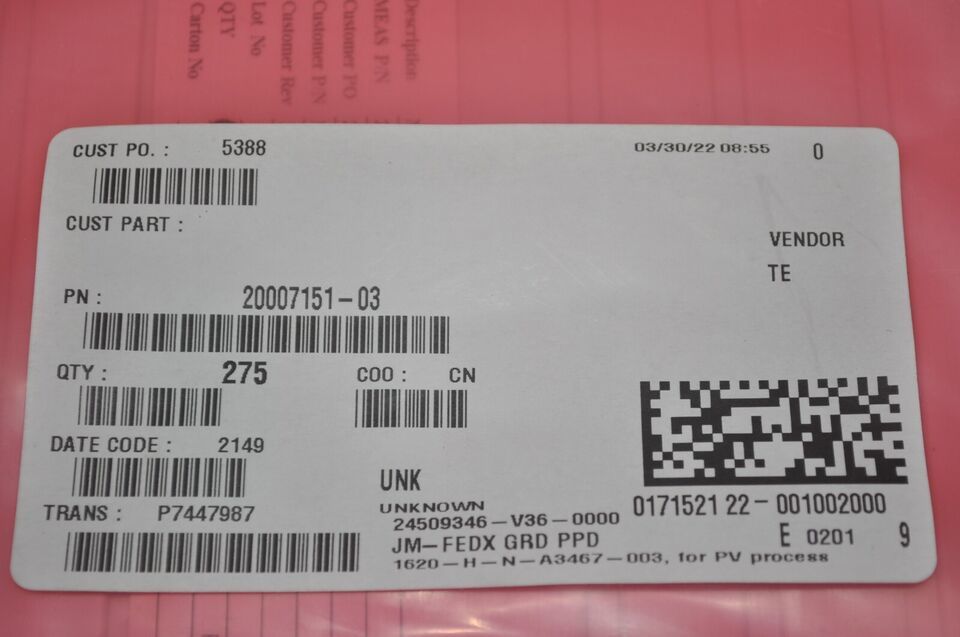 Description
MEAS P/N
Customer PO
Customer P/N
Customer Rev
Lot No
QTY
Carton No
CUST PO. : 5388
03/30/22 08:55 0
CUST PART :
VENDOR
TE
PN : 20007151-03
QTY : 275
COO : CN
DATE CODE : 2149
UNK
TRANS : P7447987
UNKNOWN
24509346-V36-0000
JM-FEDX GRD PPD
1620-H-N-A3467-003, for PV process
0171521 22-001002000
E 0201 9